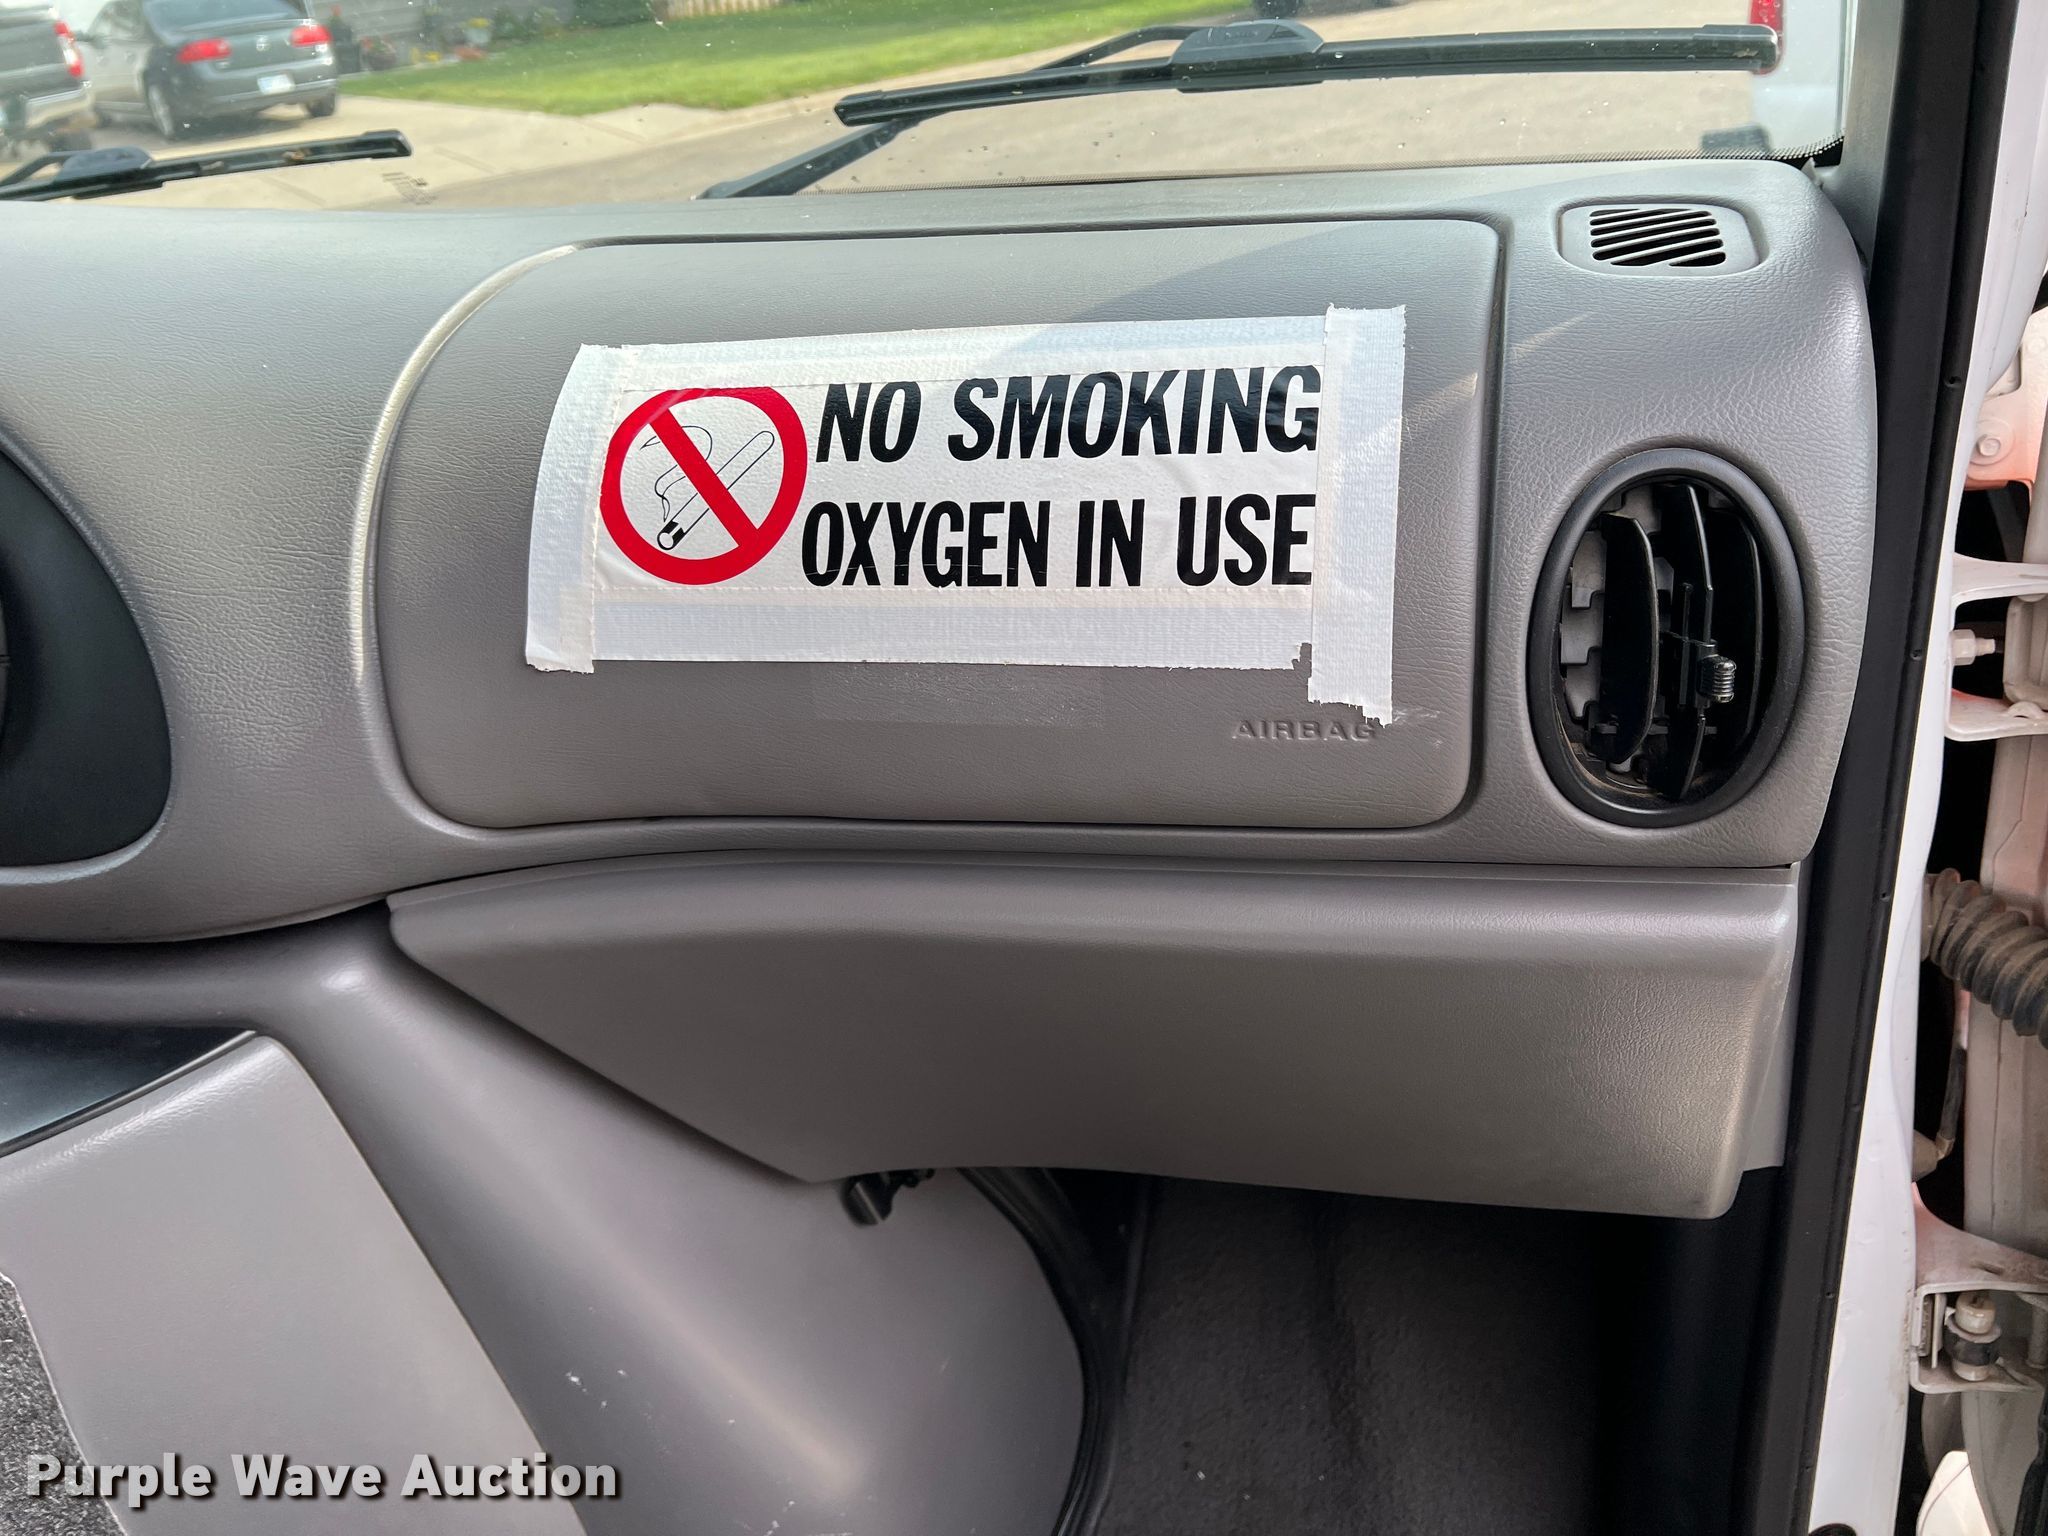 NO SMOKING
OXYGEN IN USE
AIRBAG
Purple Wave Auction